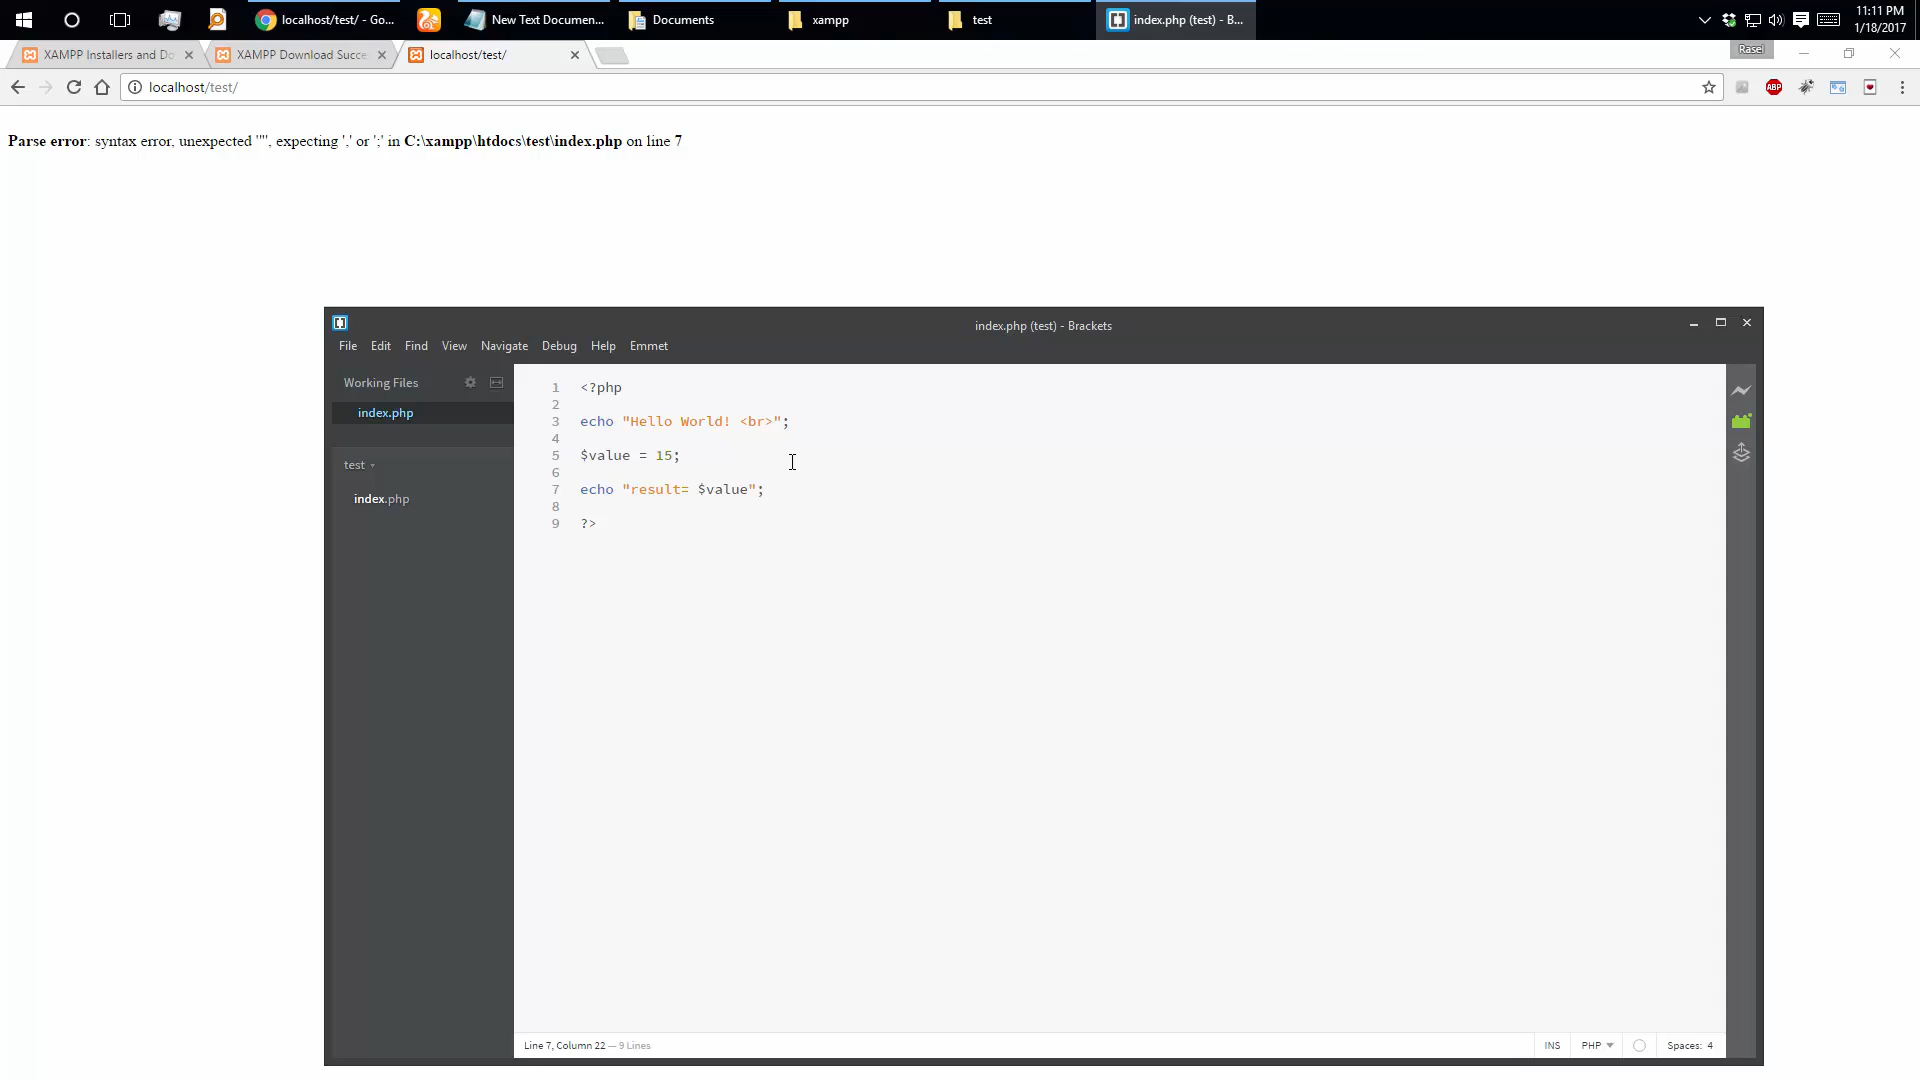 localhost/test/ - Go...
New Text Documen...
Documents
xampp
test
index.php (test) - B...
11:11 PM
1/18/2017
XAMPP Installers and Do
XAMPP Download Succe
localhost/test/
Rasel
localhost/test/
ABP
Parse error: syntax error, unexpected '"', expecting ',' or ';' in C:\xampp\htdocs\test\index.php on line 7
index.php (test) - Brackets
File Edit Find View Navigate Debug Help Emmet
Working Files
index.php
test
index.php
1 <?php
2
3 echo "Hello World! <br>";
4
5 $value = 15;
6
7 echo "result= $value";
8
9 ?>
Line 7, Column 22 — 9 Lines
INS
PHP
Spaces: 4